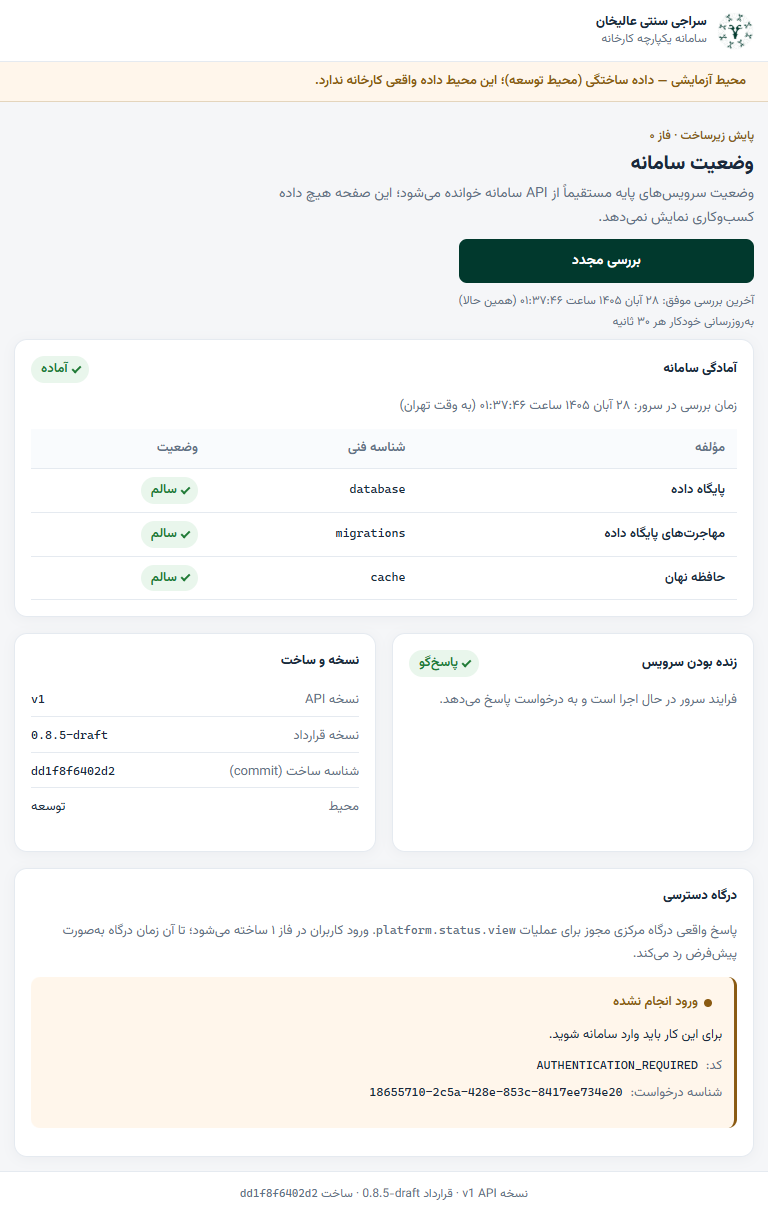 سراجی سنتی عالیخان
سامانه یکپارچه کارخانه
محیط آزمایشی — داده ساختگی (محیط توسعه)؛ این محیط داده واقعی کارخانه ندارد.
پایش زیرساخت · فاز ۰
وضعیت سامانه
وضعیت سرویس‌های پایه مستقیماً از API سامانه خوانده می‌شود؛ این صفحه هیچ داده
کسب‌وکاری نمایش نمی‌دهد.
بررسی مجدد
آخرین بررسی موفق: ۲۸ آبان ۱۴۰۵ ساعت ۰۱:۳۷:۴۶ (همین حالا)
به‌روزرسانی خودکار هر ۳۰ ثانیه
آمادگی سامانه
آماده
زمان بررسی در سرور: ۲۸ آبان ۱۴۰۵ ساعت ۰۱:۳۷:۴۶ (به وقت تهران)
مؤلفه شناسه فنی وضعیت
پایگاه داده database سالم
مهاجرت‌های پایگاه داده migrations سالم
حافظه نهان cache سالم
زنده بودن سرویس
پاسخ‌گو
فرایند سرور در حال اجرا است و به درخواست پاسخ می‌دهد.
نسخه و ساخت
نسخه API v1
نسخه قرارداد 0.8.5-draft
شناسه ساخت (commit) dd1f8f6402d2
محیط توسعه
درگاه دسترسی
پاسخ واقعی درگاه مرکزی مجوز برای عملیات platform.status.view. ورود کاربران در فاز ۱ ساخته می‌شود؛ تا آن زمان درگاه به‌صورت
پیش‌فرض رد می‌کند.
ورود انجام نشده
برای این کار باید وارد سامانه شوید.
کد: AUTHENTICATION_REQUIRED
شناسه درخواست: 18655710-2c5a-428e-853c-8417ee734e20
نسخه API v1 · قرارداد 0.8.5-draft · ساخت dd1f8f6402d2